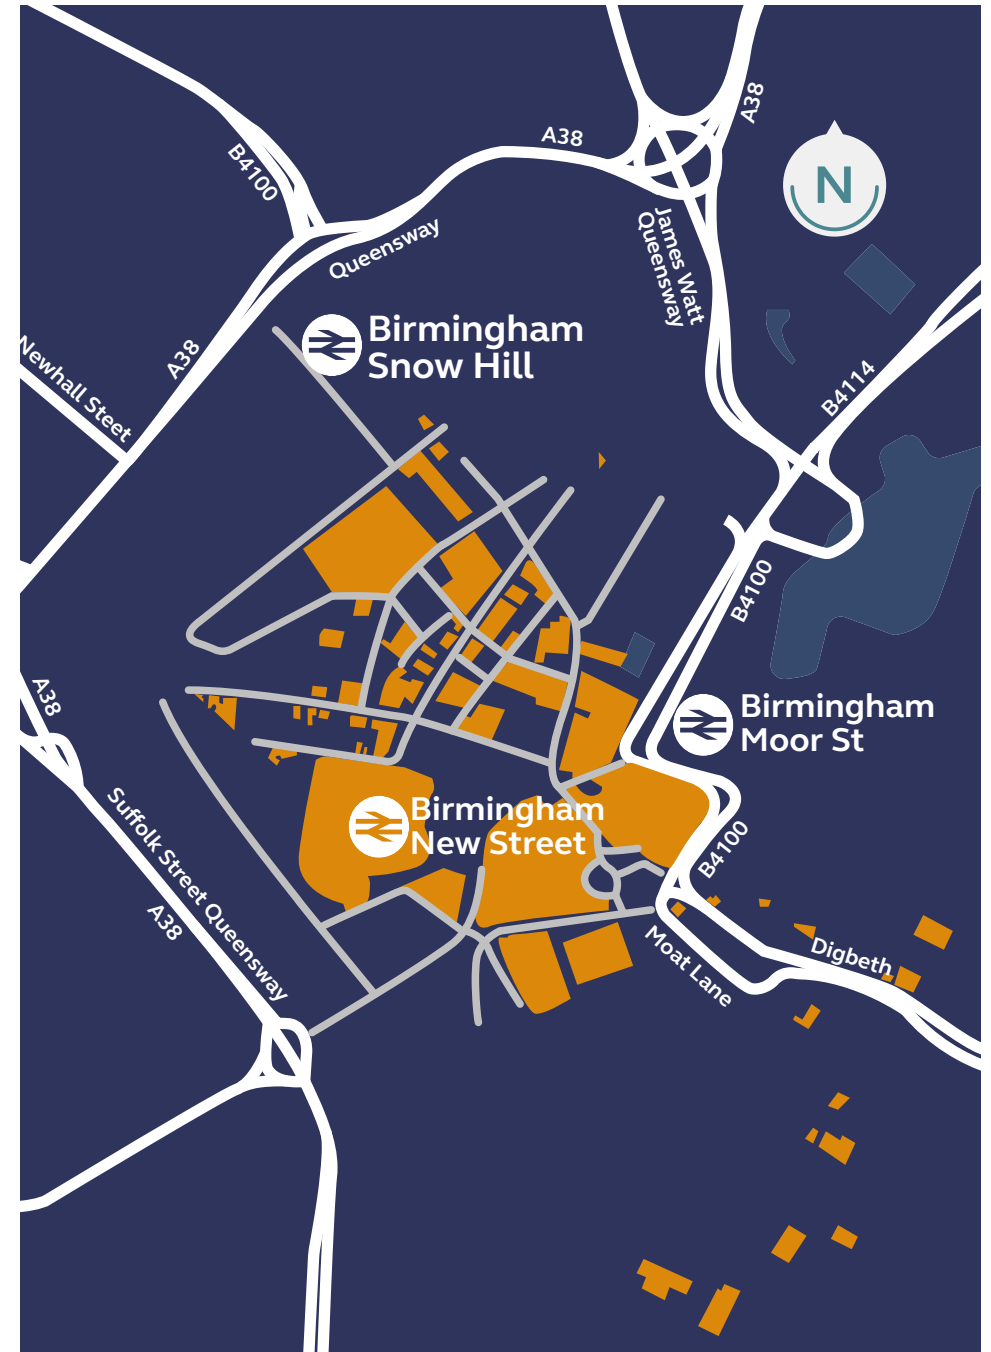 A38
A38
B4100
N
Queensway
James Watt
Queensway
Birmingham
Snow Hill
A38
Newhall Steet
B4114
B4100
A38
Birmingham
Moor St
Suffolk Street Queensway
Birmingham
New Street
B4100
A38
Digbeth
Moat Lane